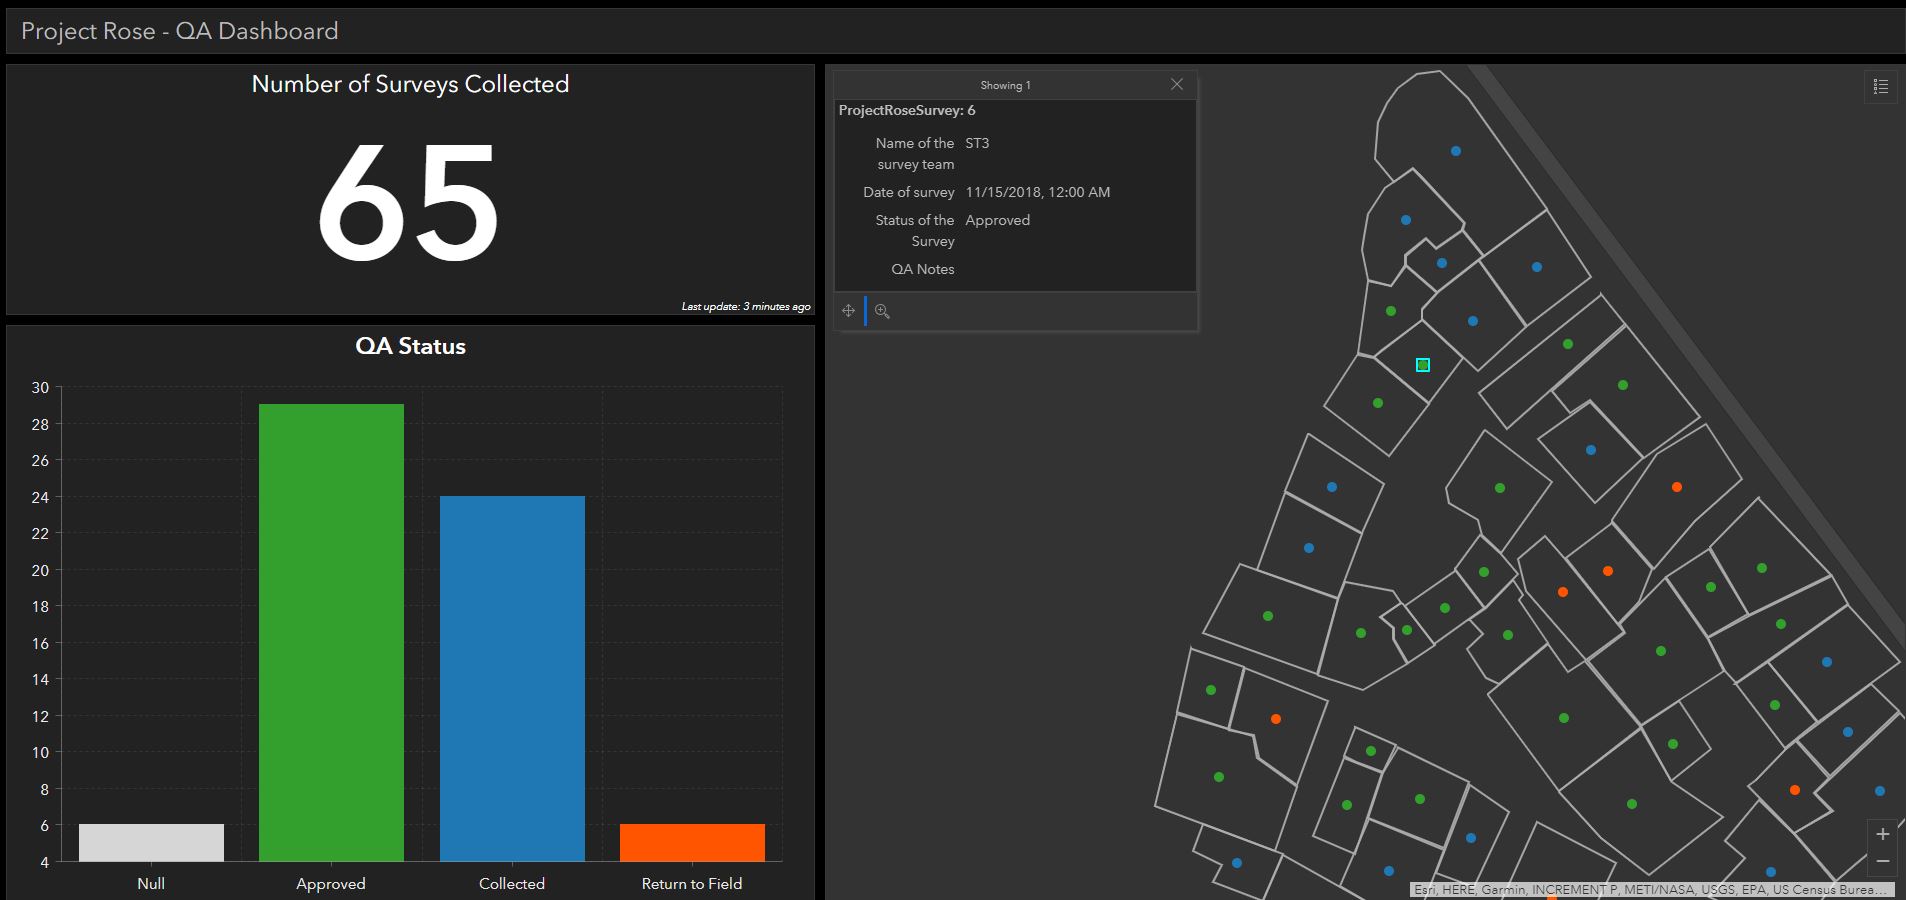 Project Rose - QA Dashboard
Number of Surveys Collected
65
Last update: 3 minutes ago
QA Status
30
28
26
24
22
20
18
16
14
12
10
8
6
4
Null
Approved
Collected
Return to Field
Showing 1
ProjectRoseSurvey: 6
Name of the survey team ST3
Date of survey 11/15/2018, 12:00 AM
Status of the Survey Approved
QA Notes
+
−
Esri, HERE, Garmin, INCREMENT P, METI/NASA, USGS, EPA, US Census Burea...